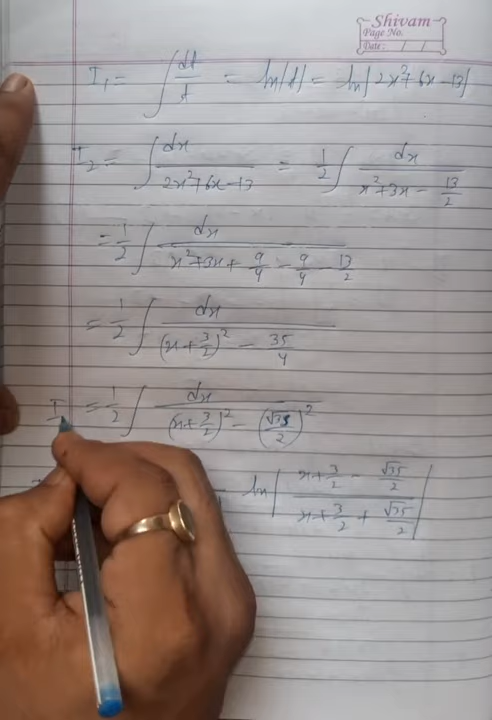 Shivam
Page No.
Date: / /
I₁ = ∫ dt/t = ln|t| = ln|2x²+6x-13|
I₂ = ∫ dx/(2x²+6x-13) = 1/2 ∫ dx/(x²+3x - 13/2)
= 1/2 ∫ dx/(x²+3x + 9/4 - 9/4 - 13/2)
= 1/2 ∫ dx/((x+3/2)² - 35/4)
I = 1/2 ∫ dx/((x+3/2)² - (√35/2)²)
ln|(x+3/2 - √35/2)/(x+3/2 + √35/2)|